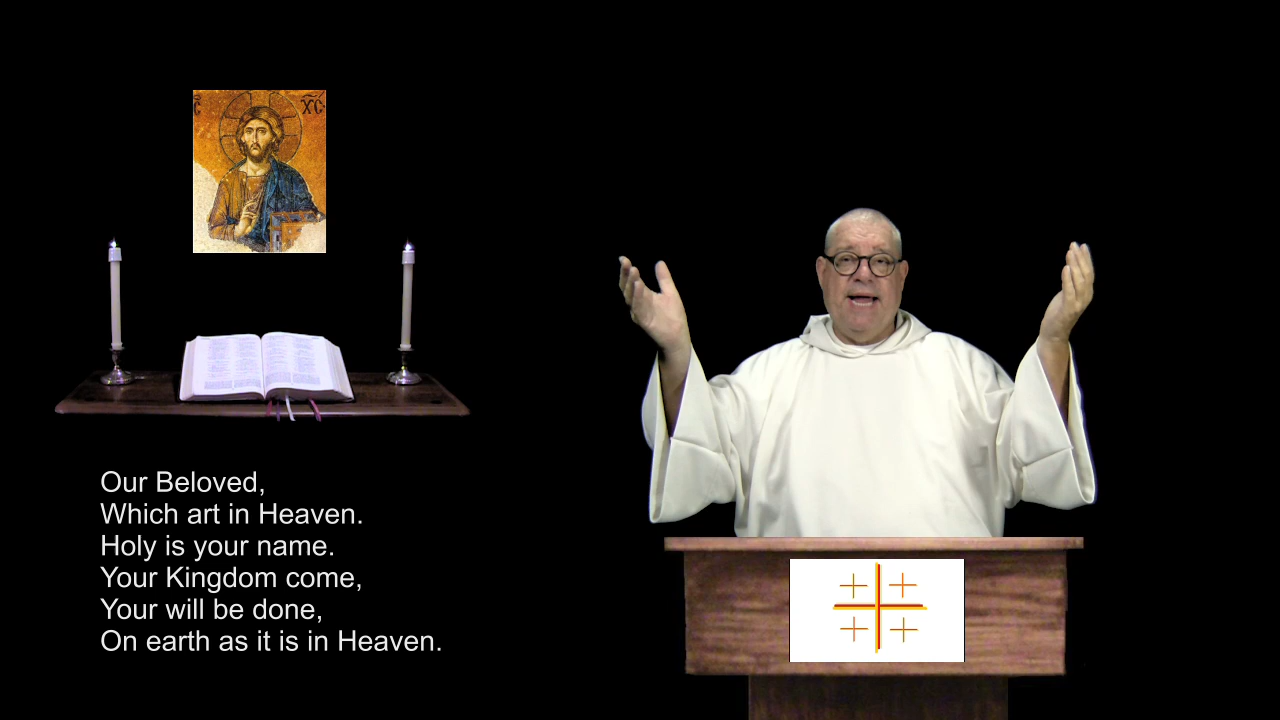 C
XC
Our Beloved,
Which art in Heaven.
Holy is your name.
Your Kingdom come,
Your will be done,
On earth as it is in Heaven.